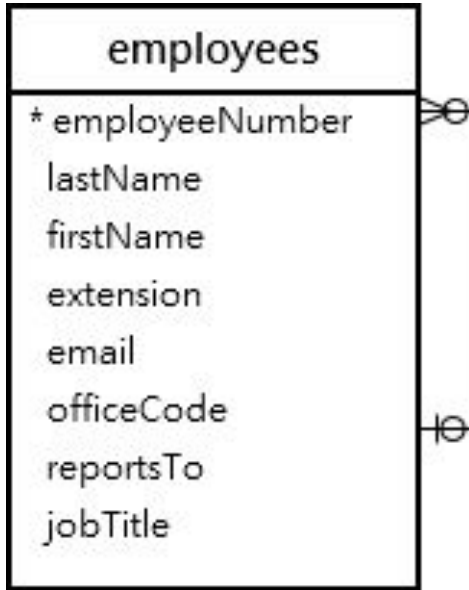 employees
* employeeNumber
lastName
firstName
extension
email
officeCode
reportsTo
jobTitle